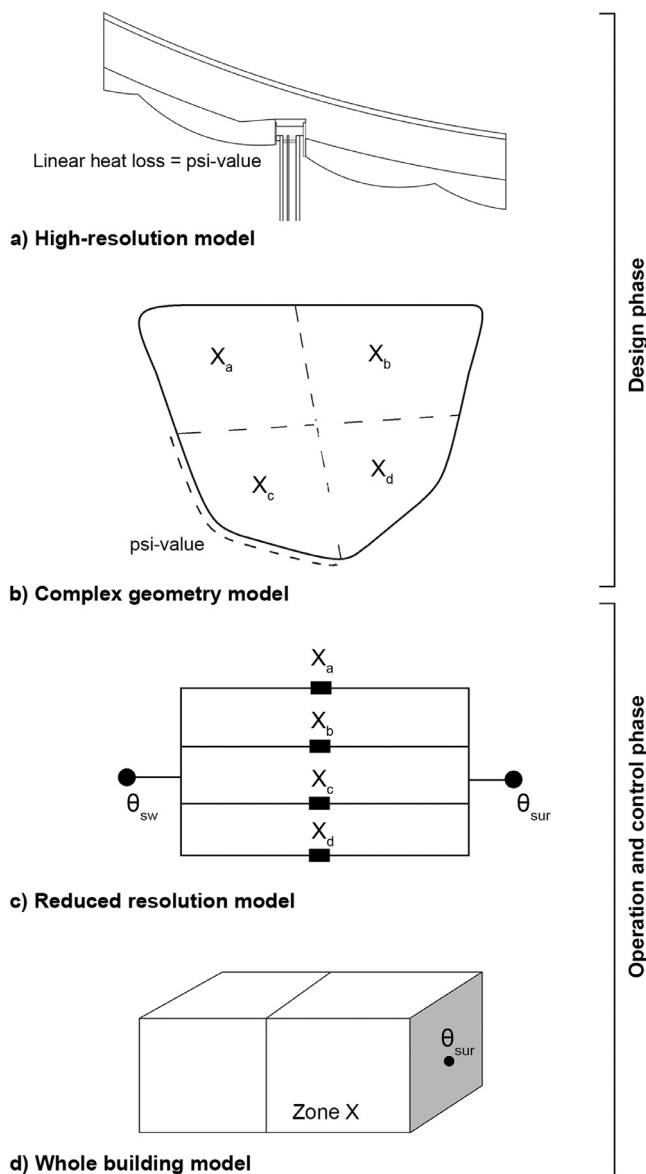 Linear heat loss = psi-value
a) High-resolution model
Xa
Xb
Xc
Xd
psi-value
b) Complex geometry model
Design phase
Xa
Xb
Xc
Xd
θsw
θsur
c) Reduced resolution model
θsur
Zone X
d) Whole building model
Operation and control phase